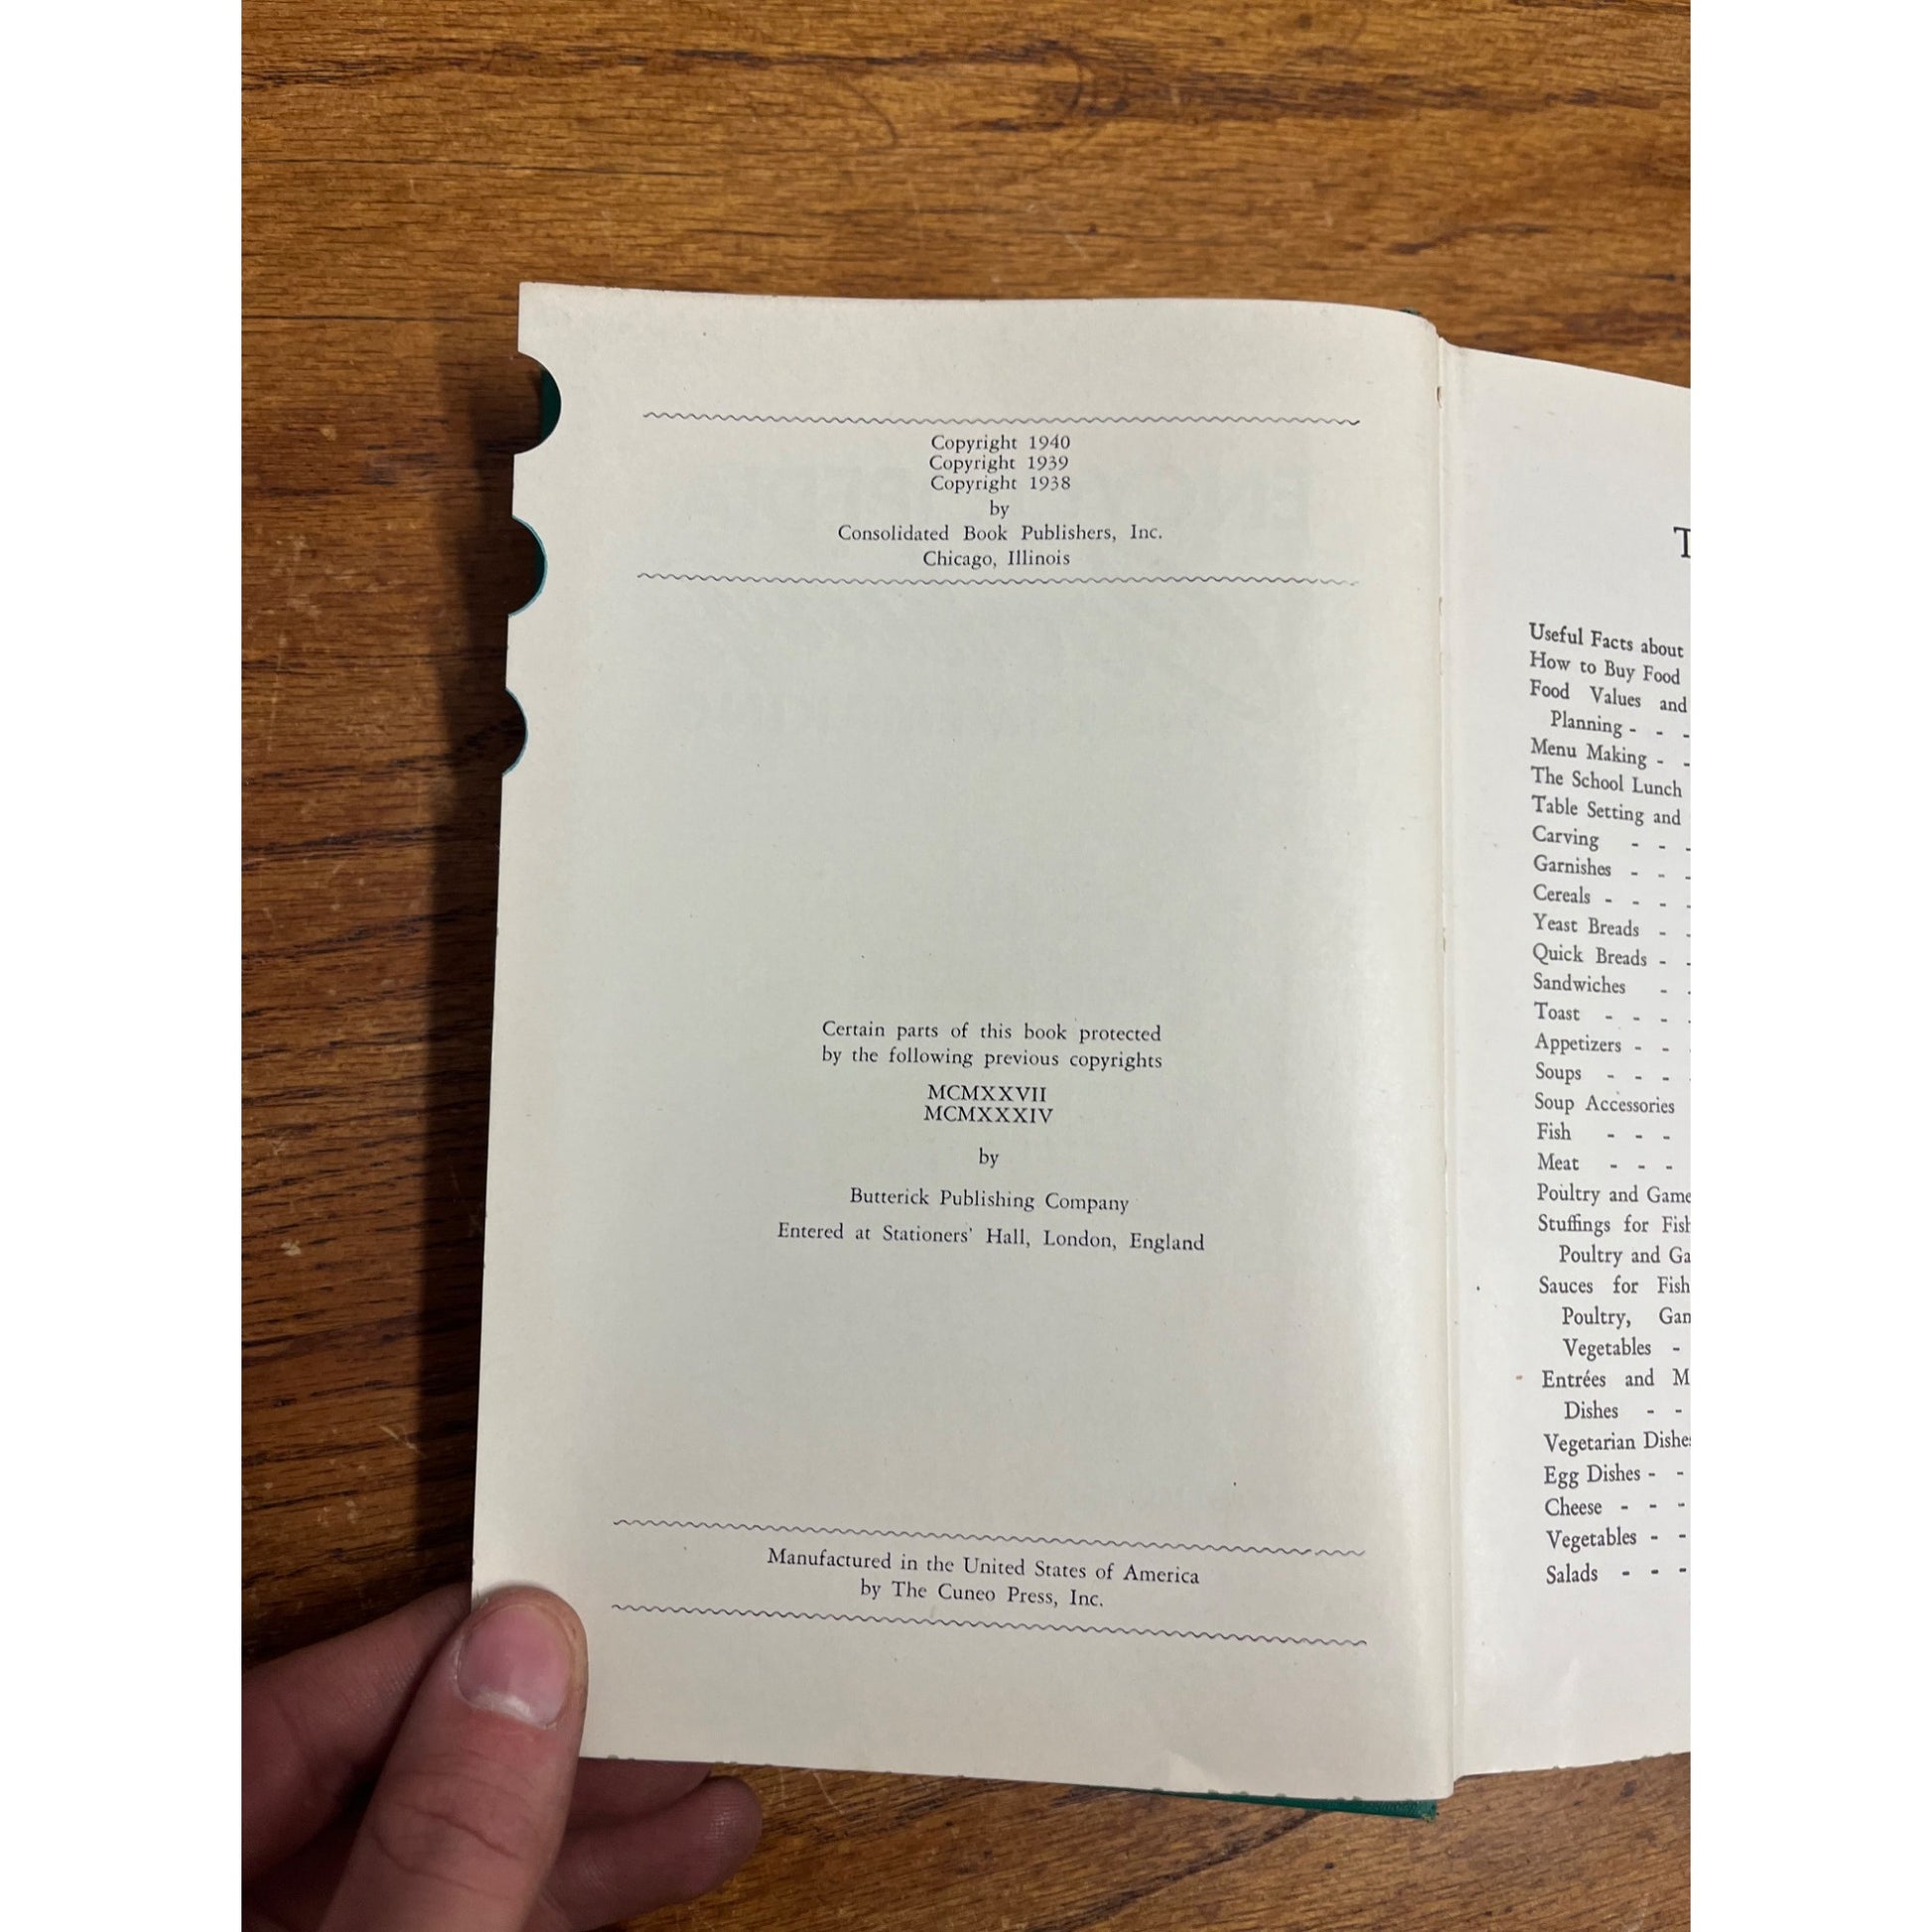 Copyright 1940
Copyright 1939
Copyright 1938
by
Consolidated Book Publishers, Inc.
Chicago, Illinois
Certain parts of this book protected
by the following previous copyrights
MCMXXVII
MCMXXXIV
by
Butterick Publishing Company
Entered at Stationers' Hall, London, England
Manufactured in the United States of America
by The Cuneo Press, Inc.
T
Useful Facts about
How to Buy Food
Food Values and
Planning - - -
Menu Making - -
The School Lunch
Table Setting and
Carving - - -
Garnishes - - -
Cereals - - - -
Yeast Breads - -
Quick Breads - -
Sandwiches - -
Toast - - - -
Appetizers - - -
Soups - - - -
Soup Accessories
Fish - - -
Meat - - -
Poultry and Game
Stuffings for Fish
Poultry and Ga
Sauces for Fish
Poultry, Gam
Vegetables -
Entrées and M
Dishes - -
Vegetarian Dishes
Egg Dishes - -
Cheese - - -
Vegetables - -
Salads - - -